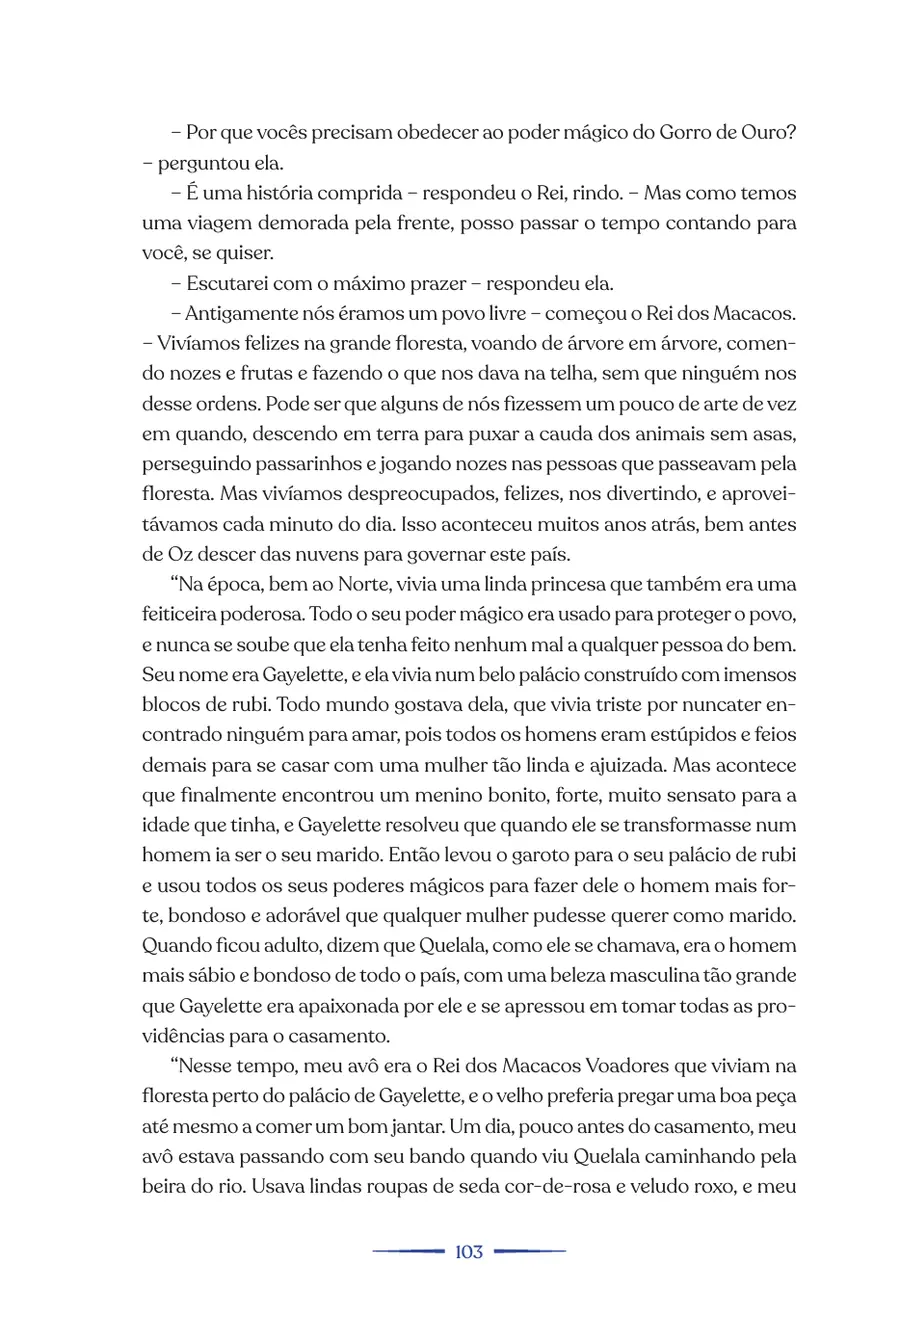 – Por que vocês precisam obedecer ao poder mágico do Gorro de Ouro?
– perguntou ela.
– É uma história comprida – respondeu o Rei, rindo. – Mas como temos
uma viagem demorada pela frente, posso passar o tempo contando para
você, se quiser.
– Escutarei com o máximo prazer – respondeu ela.
– Antigamente nós éramos um povo livre – começou o Rei dos Macacos.
– Vivíamos felizes na grande floresta, voando de árvore em árvore, comen-
do nozes e frutas e fazendo o que nos dava na telha, sem que ninguém nos
desse ordens. Pode ser que alguns de nós fizessem um pouco de arte de vez
em quando, descendo em terra para puxar a cauda dos animais sem asas,
perseguindo passarinhos e jogando nozes nas pessoas que passeavam pela
floresta. Mas vivíamos despreocupados, felizes, nos divertindo, e aprovei-
távamos cada minuto do dia. Isso aconteceu muitos anos atrás, bem antes
de Oz descer das nuvens para governar este país.
“Na época, bem ao Norte, vivia uma linda princesa que também era uma
feiticeira poderosa. Todo o seu poder mágico era usado para proteger o povo,
e nunca se soube que ela tenha feito nenhum mal a qualquer pessoa do bem.
Seu nome era Gayelette, e ela vivia num belo palácio construído com imensos
blocos de rubi. Todo mundo gostava dela, que vivia triste por nuncater en-
contrado ninguém para amar, pois todos os homens eram estúpidos e feios
demais para se casar com uma mulher tão linda e ajuizada. Mas acontece
que finalmente encontrou um menino bonito, forte, muito sensato para a
idade que tinha, e Gayelette resolveu que quando ele se transformasse num
homem ia ser o seu marido. Então levou o garoto para o seu palácio de rubi
e usou todos os seus poderes mágicos para fazer dele o homem mais for-
te, bondoso e adorável que qualquer mulher pudesse querer como marido.
Quando ficou adulto, dizem que Quelala, como ele se chamava, era o homem
mais sábio e bondoso de todo o país, com uma beleza masculina tão grande
que Gayelette era apaixonada por ele e se apressou em tomar todas as pro-
vidências para o casamento.
“Nesse tempo, meu avô era o Rei dos Macacos Voadores que viviam na
floresta perto do palácio de Gayelette, e o velho preferia pregar uma boa peça
até mesmo a comer um bom jantar. Um dia, pouco antes do casamento, meu
avô estava passando com seu bando quando viu Quelala caminhando pela
beira do rio. Usava lindas roupas de seda cor-de-rosa e veludo roxo, e meu
103